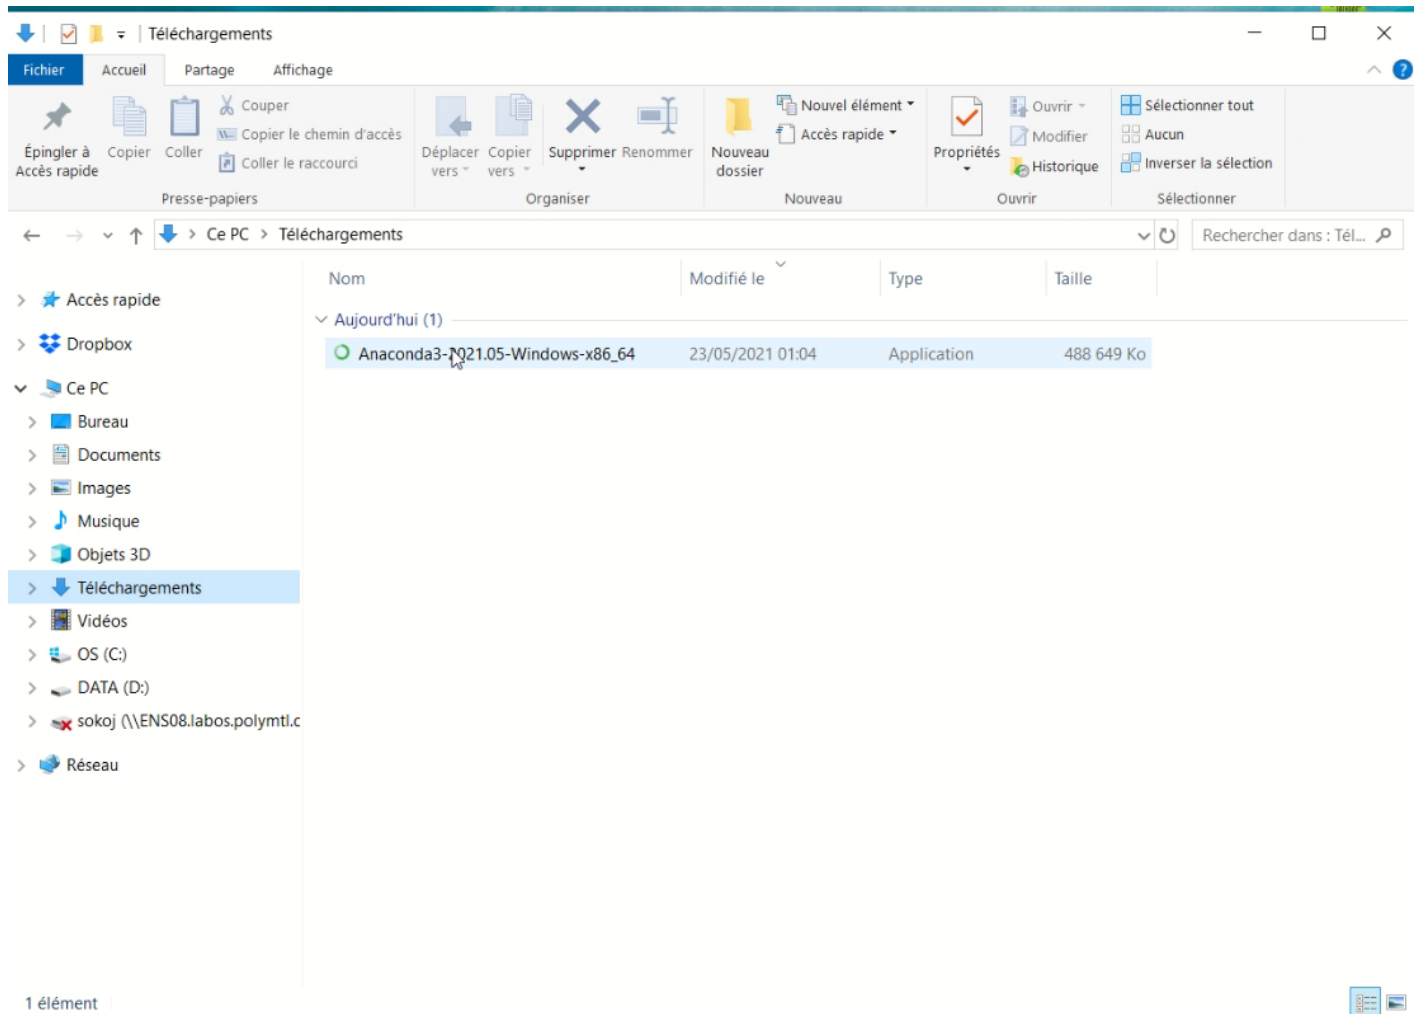 Téléchargements
Fichier Accueil Partage Affichage
Épingler à Accès rapide
Copier
Coller
Couper
Copier le chemin d'accès
Coller le raccourci
Presse-papiers
Déplacer vers
Copier vers
Supprimer
Renommer
Organiser
Nouveau dossier
Nouvel élément
Accès rapide
Nouveau
Propriétés
Ouvrir
Modifier
Historique
Ouvrir
Sélectionner tout
Aucun
Inverser la sélection
Sélectionner
Ce PC > Téléchargements
Rechercher dans : Tél...
Accès rapide
Dropbox
Ce PC
Bureau
Documents
Images
Musique
Objets 3D
Téléchargements
Vidéos
OS (C:)
DATA (D:)
sokoj (\\ENS08.labos.polymtl.c
Réseau
Nom Modifié le Type Taille
Aujourd'hui (1)
Anaconda3-2021.05-Windows-x86_64 23/05/2021 01:04 Application 488 649 Ko
1 élément